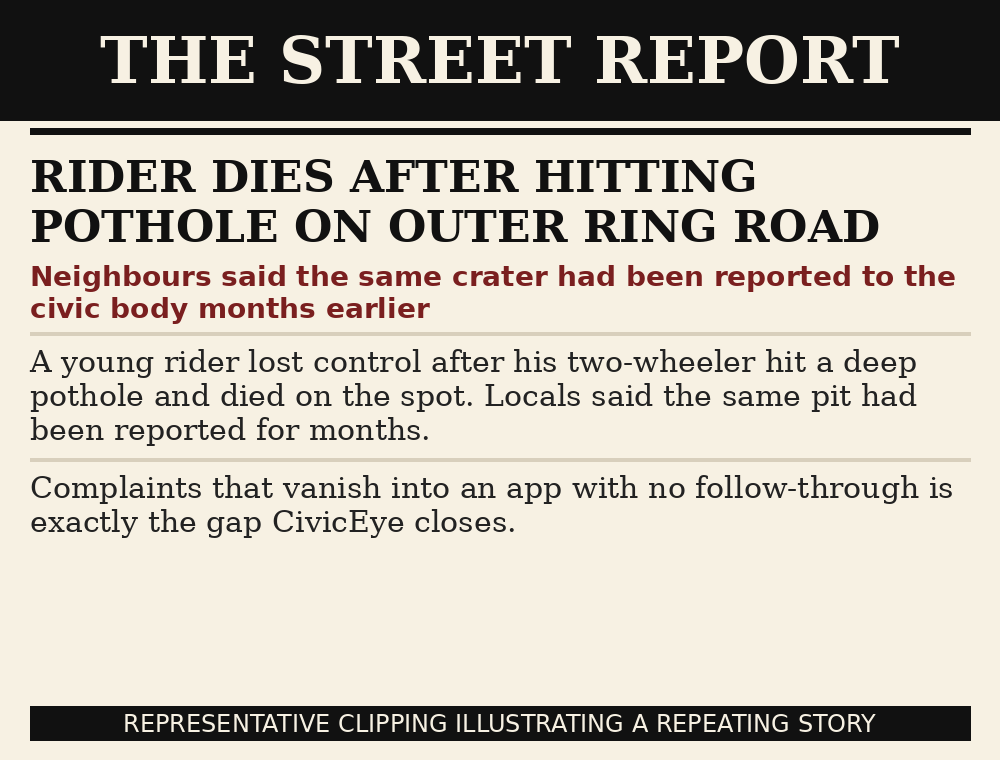 THE STREET REPORT
RIDER DIES AFTER HITTING
POTHOLE ON OUTER RING ROAD
Neighbours said the same crater had been reported to the
civic body months earlier
A young rider lost control after his two-wheeler hit a deep
pothole and died on the spot. Locals said the same pit had
been reported for months.
Complaints that vanish into an app with no follow-through is
exactly the gap CivicEye closes.
REPRESENTATIVE CLIPPING ILLUSTRATING A REPEATING STORY